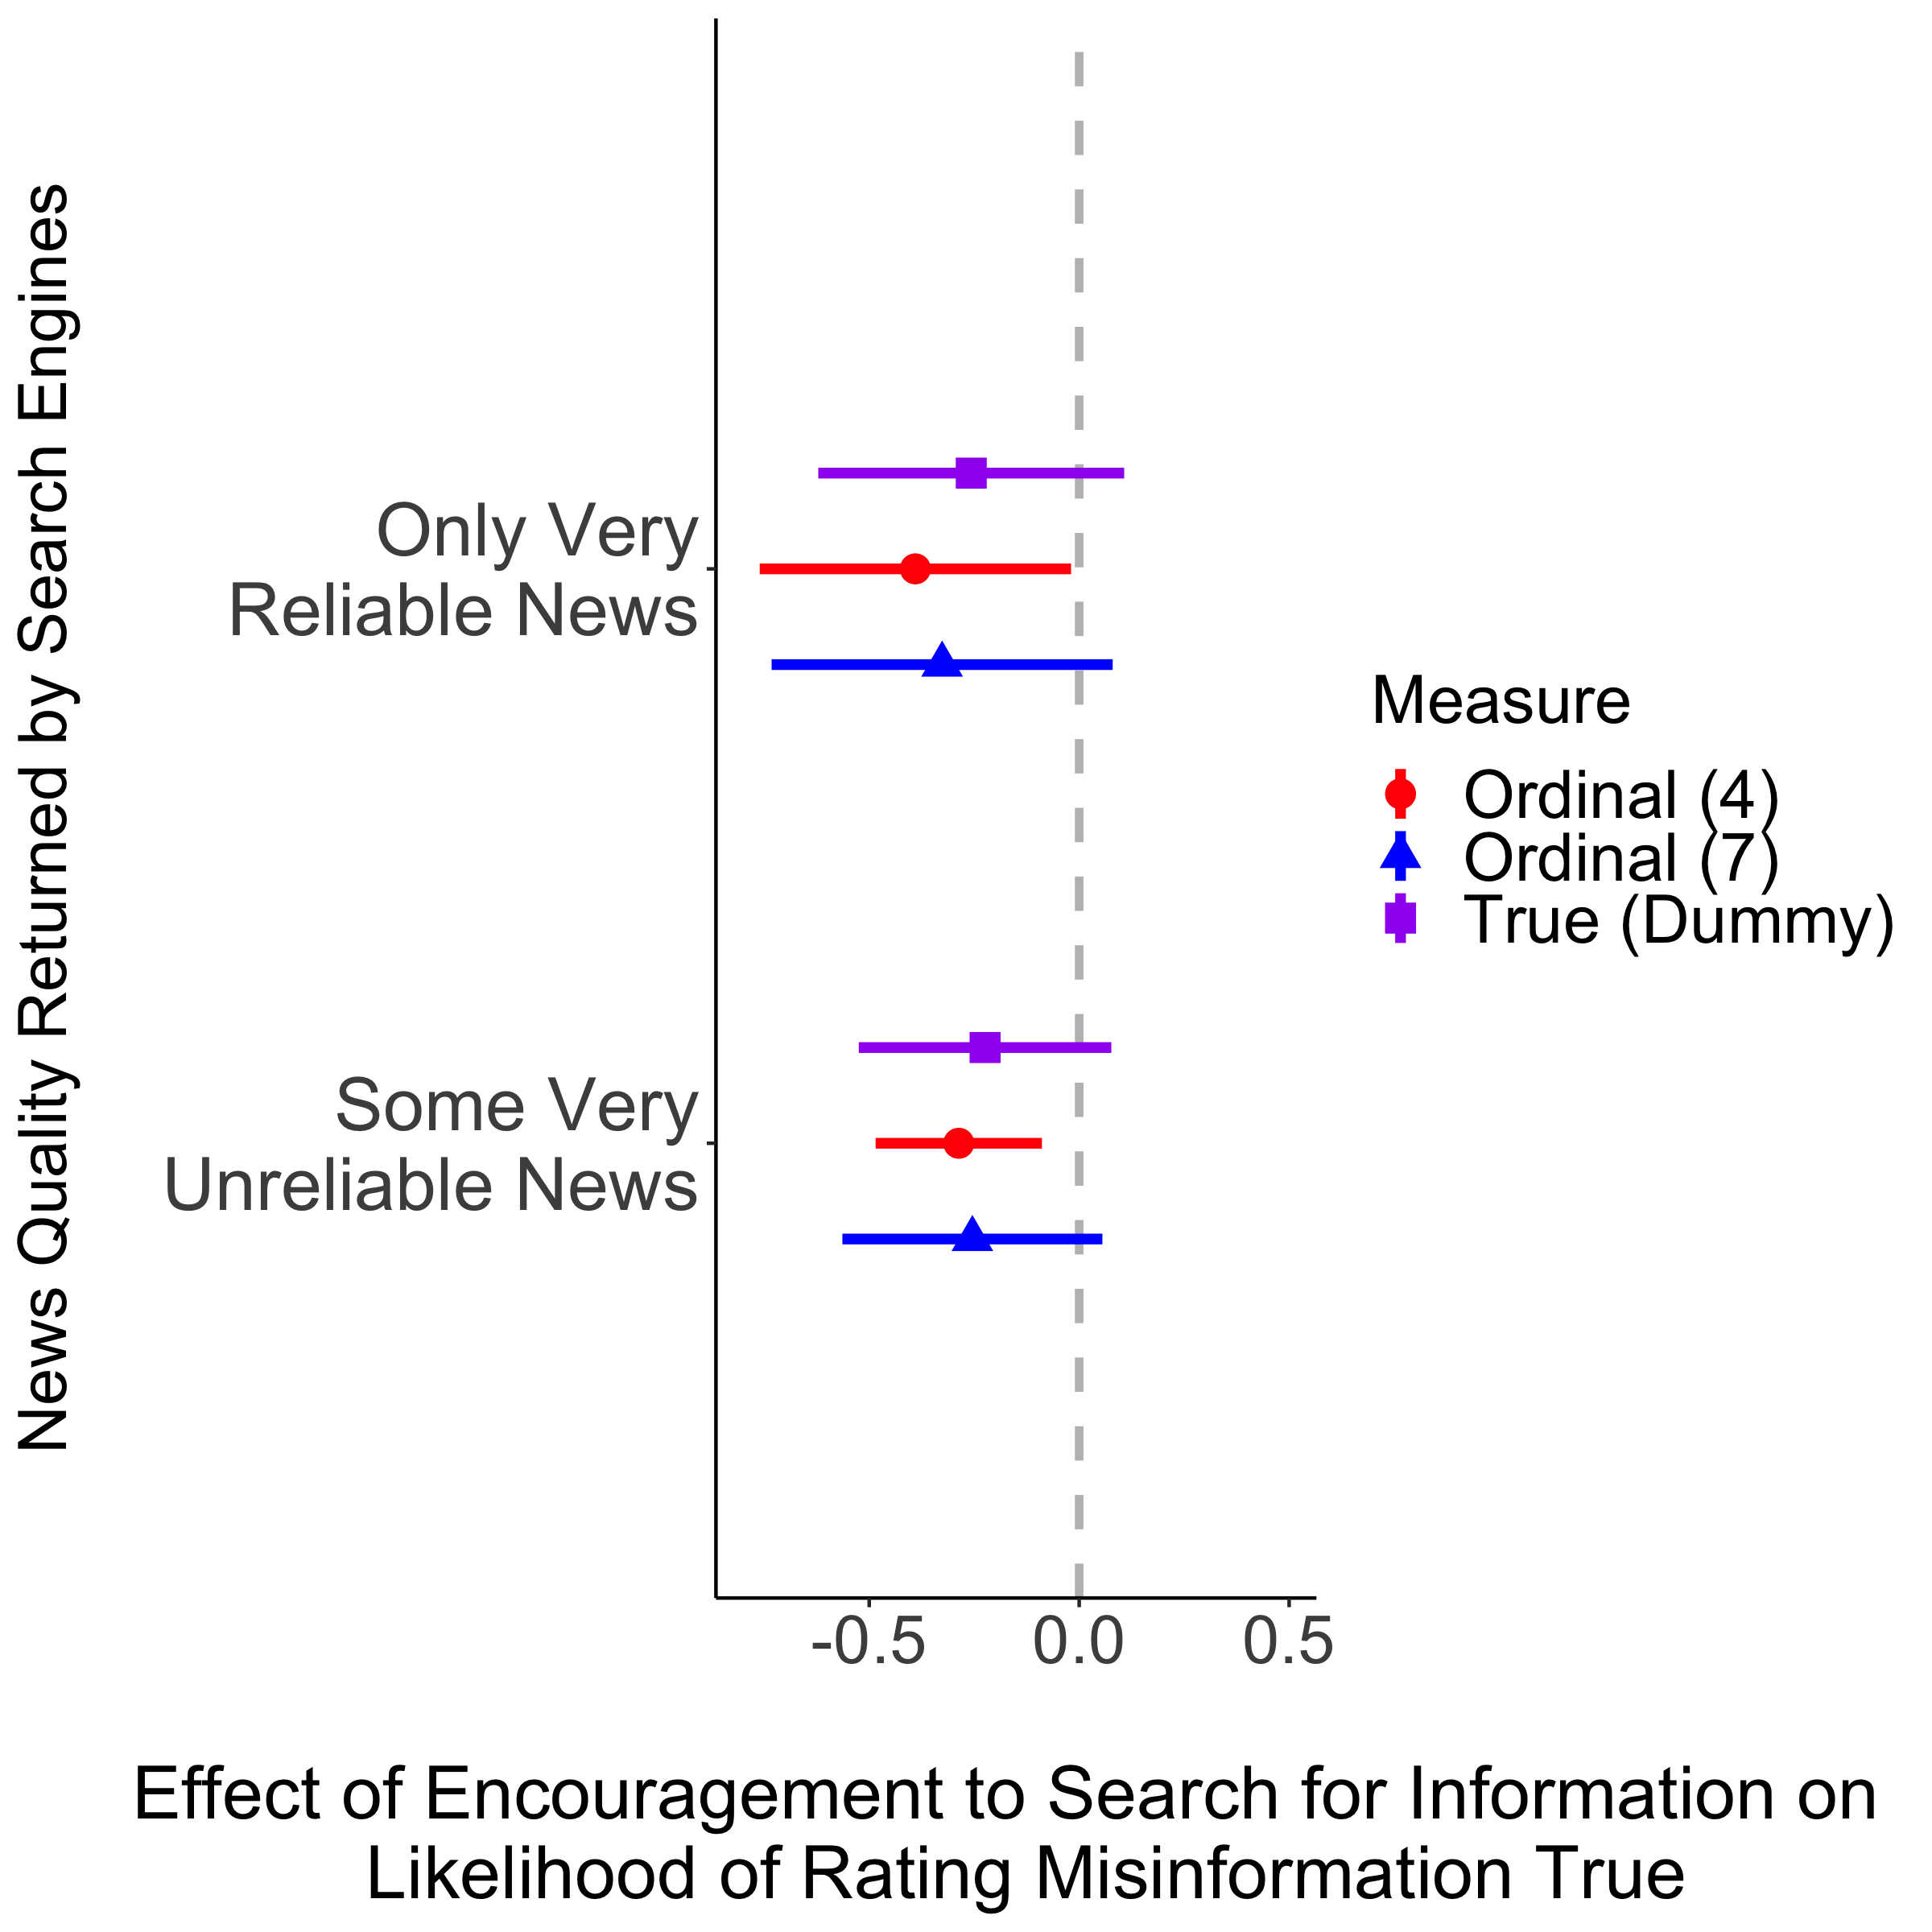 News Quality Returned by Search Engines
Only Very
Reliable News
Some Very
Unreliable News
Measure
Ordinal (4)
Ordinal (7)
True (Dummy)
-0.5
0.0
0.5
Effect of Encouragement to Search for Information on
Likelihood of Rating Misinformation True